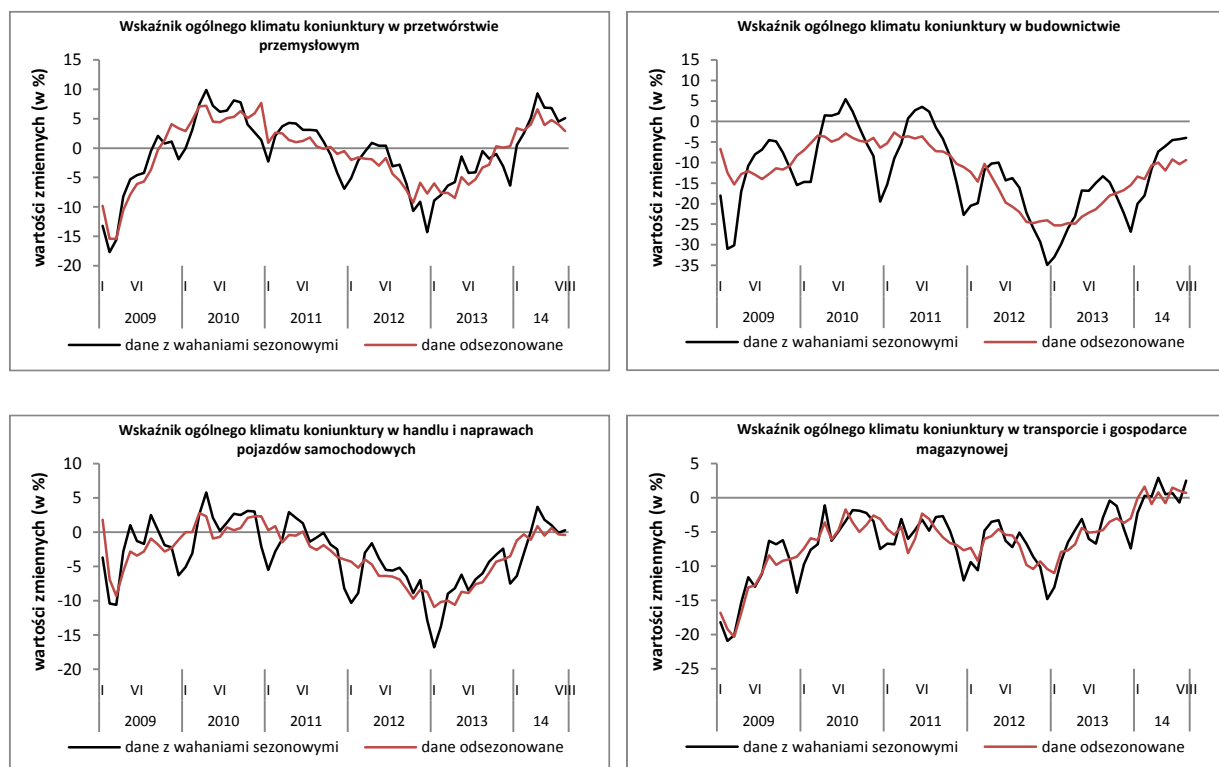 Wskaźnik ogólnego klimatu koniunktury w przetwórstwie
przemysłowym
wartości zmiennych (w %)
15
10
5
0
-5
-10
-15
-20
I VI I VI I VI I VI I VI I VIII
2009 2010 2011 2012 2013 14
dane z wahaniami sezonowymi dane odsezonowane
Wskaźnik ogólnego klimatu koniunktury w budownictwie
wartości zmiennych (w %)
15
10
5
0
-5
-10
-15
-20
-25
-30
-35
I VI I VI I VI I VI I VI I VIII
2009 2010 2011 2012 2013 14
dane z wahaniami sezonowymi dane odsezonowane
Wskaźnik ogólnego klimatu koniunktury w handlu i naprawach
pojazdów samochodowych
wartości zmiennych (w %)
10
5
0
-5
-10
-15
-20
I VI I VI I VI I VI I VI I VIII
2009 2010 2011 2012 2013 14
dane z wahaniami sezonowymi dane odsezonowane
Wskaźnik ogólnego klimatu koniunktury w transporcie i gospodarce
magazynowej
wartości zmiennych (w %)
5
0
-5
-10
-15
-20
-25
I VI I VI I VI I VI I VI I VIII
2009 2010 2011 2012 2013 14
dane z wahaniami sezonowymi dane odsezonowane